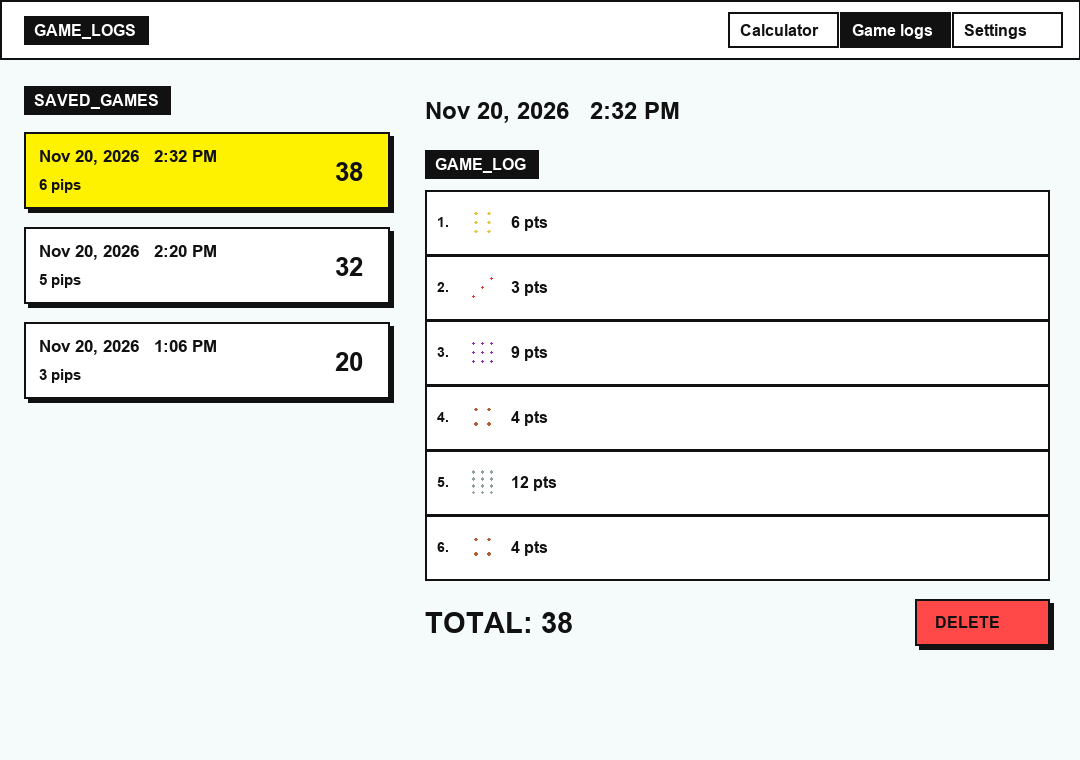 GAME_LOGS
Calculator
Game logs
Settings
SAVED_GAMES
Nov 20, 2026 2:32 PM
6 pips
38
Nov 20, 2026 2:20 PM
5 pips
32
Nov 20, 2026 1:06 PM
3 pips
20
Nov 20, 2026 2:32 PM
GAME_LOG
1. 6 pts
2. 3 pts
3. 9 pts
4. 4 pts
5. 12 pts
6. 4 pts
TOTAL: 38
DELETE